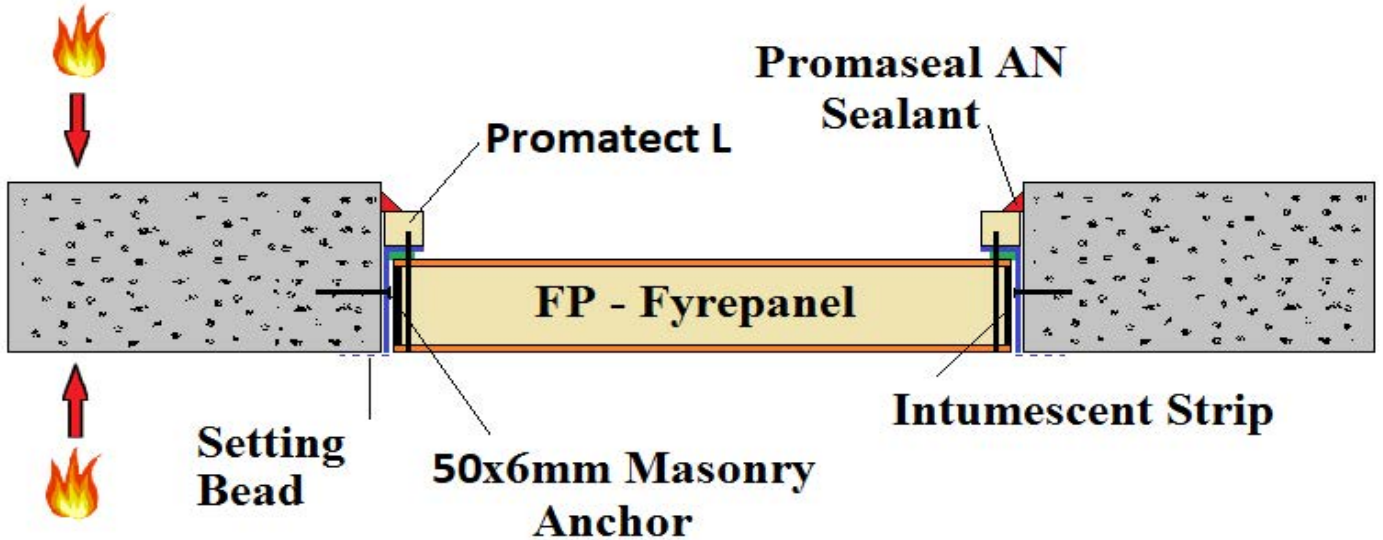 Promaseal AN
Sealant
Promatect L
FP - Fyrepanel
Intumescent Strip
Setting
Bead
50x6mm Masonry
Anchor